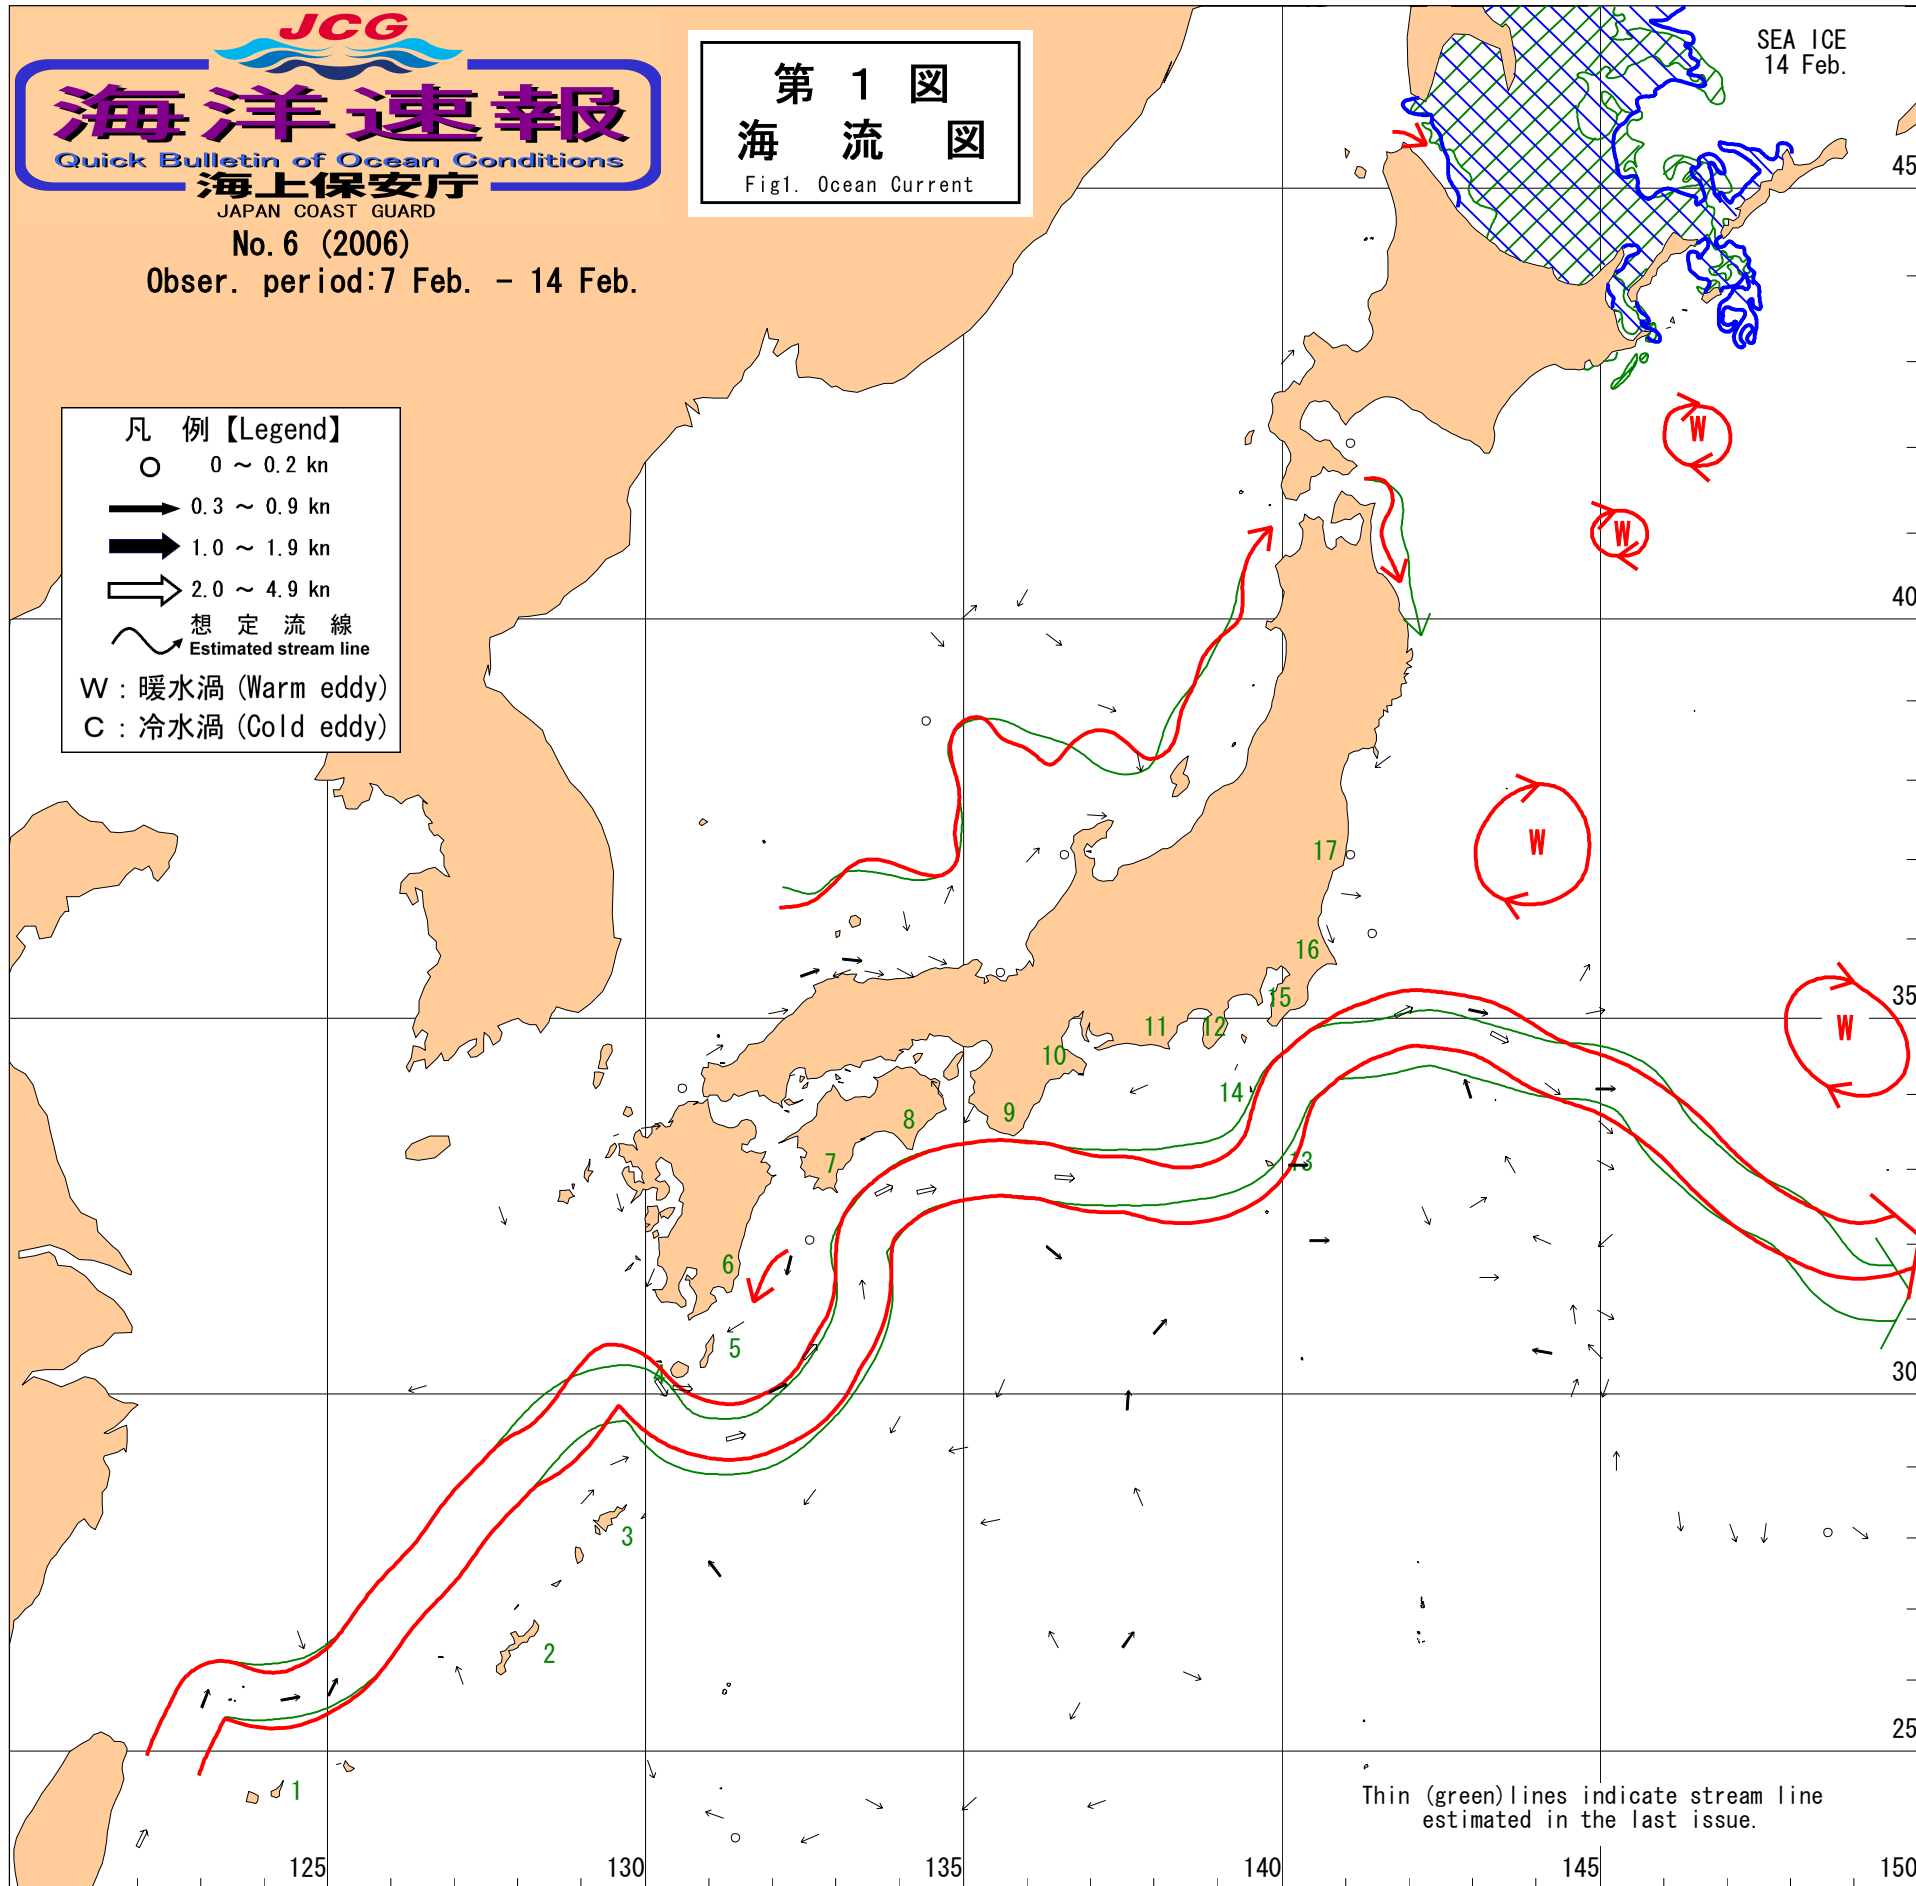 JCG
海洋速報
Quick Bulletin of Ocean Conditions
海上保安庁
JAPAN COAST GUARD
No.6 (2006)
Obser. period:7 Feb. - 14 Feb.
第 1 図
海 流 図
Fig1. Ocean Current
SEA ICE
14 Feb.
凡 例【Legend】
0 ～ 0.2 kn
0.3 ～ 0.9 kn
1.0 ～ 1.9 kn
2.0 ～ 4.9 kn
想 定 流 線
Estimated stream line
W : 暖水渦 (Warm eddy)
C : 冷水渦 (Cold eddy)
45
W
W
40
W
17
16
35
15
W
11
12
10
14
9
8
7
13
6
5
4
30
3
2
25
1
Thin (green)lines indicate stream line
estimated in the last issue.
125
130
135
140
145
150